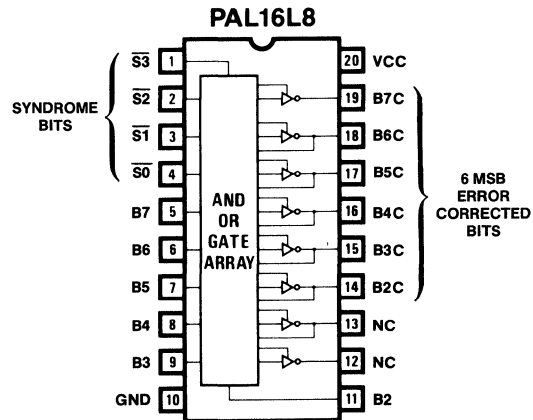 PAL16L8
S3 1 20 VCC
SYNDROME
BITS
S2 2 19 B7C
S1 3 18 B6C
S0 4 17 B5C
6 MSB
ERROR
CORRECTED
BITS
AND
OR
GATE
ARRAY
B7 5 16 B4C
B6 6 15 B3C
B5 7 14 B2C
B4 8 13 NC
B3 9 12 NC
GND 10 11 B2